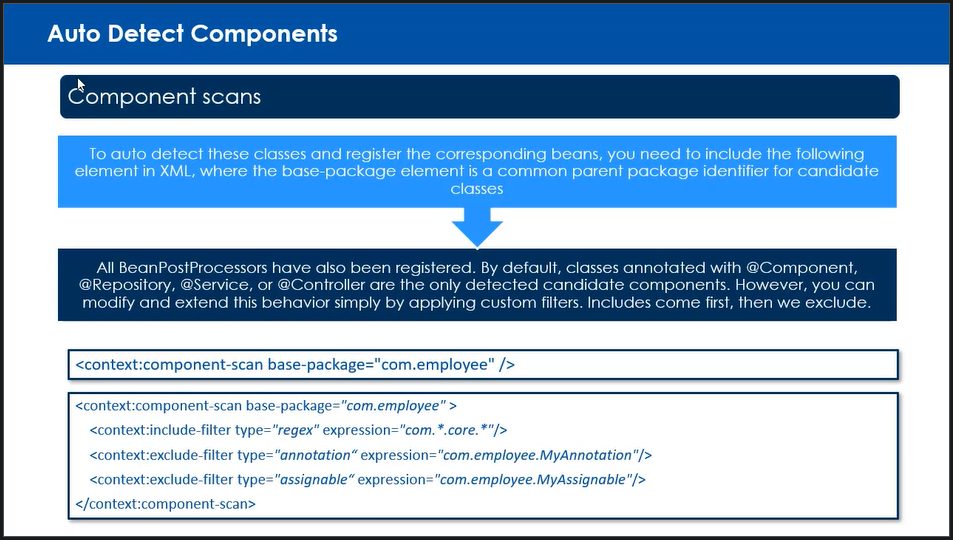 Auto Detect Components
Component scans
To auto detect these classes and register the corresponding beans, you need to include the following
element in XML, where the base-package element is a common parent package identifier for candidate
classes
All BeanPostProcessors have also been registered. By default, classes annotated with @Component,
@Repository, @Service, or @Controller are the only detected candidate components. However, you can
modify and extend this behavior simply by applying custom filters. Includes come first, then we exclude.
<context:component-scan base-package="com.employee" />
<context:component-scan base-package="com.employee" >
<context:include-filter type="regex" expression="com.*.core.*"/>
<context:exclude-filter type="annotation“ expression="com.employee.MyAnnotation"/>
<context:exclude-filter type="assignable“ expression="com.employee.MyAssignable"/>
</context:component-scan>